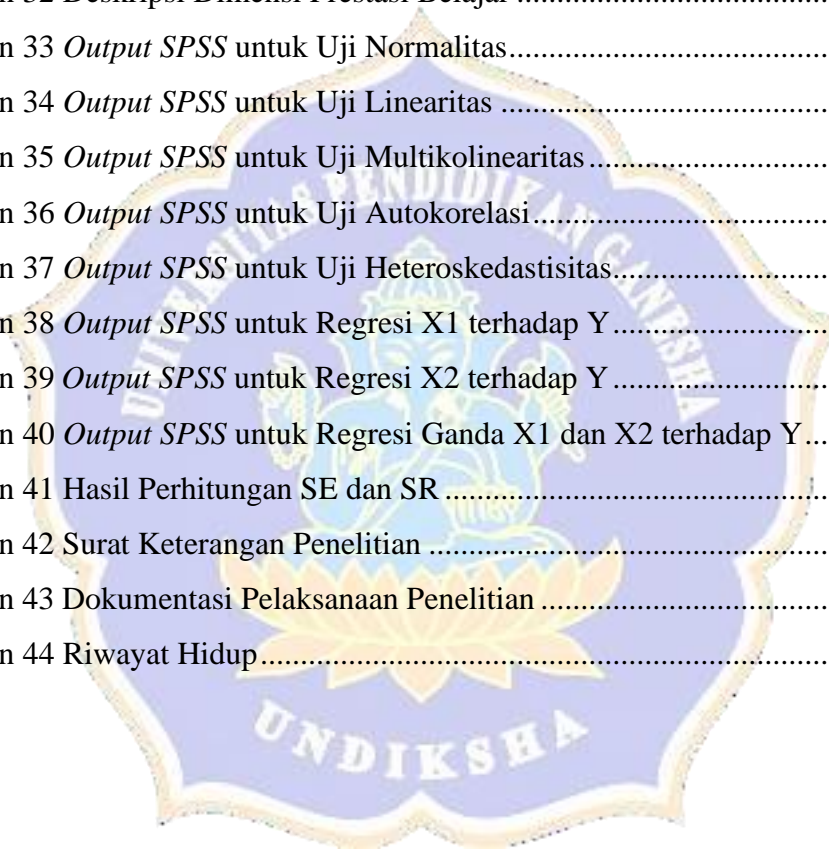 n 32 Deskripsi Dimensi Prestasi Belajar ....................................
n 33 Output SPSS untuk Uji Normalitas....................................
n 34 Output SPSS untuk Uji Linearitas ....................................
n 35 Output SPSS untuk Uji Multikolinearitas..............................
n 36 Output SPSS untuk Uji Autokorelasi....................................
n 37 Output SPSS untuk Uji Heteroskedastisitas...........................
n 38 Output SPSS untuk Regresi X1 terhadap Y...........................
n 39 Output SPSS untuk Regresi X2 terhadap Y...........................
n 40 Output SPSS untuk Regresi Ganda X1 dan X2 terhadap Y...
n 41 Hasil Perhitungan SE dan SR..............................................
n 42 Surat Keterangan Penelitian ................................................
n 43 Dokumentasi Pelaksanaan Penelitian ....................................
n 44 Riwayat Hidup.....................................................................
UNIVERSITAS PENDIDIKAN GANESHA
UNDIKSHA